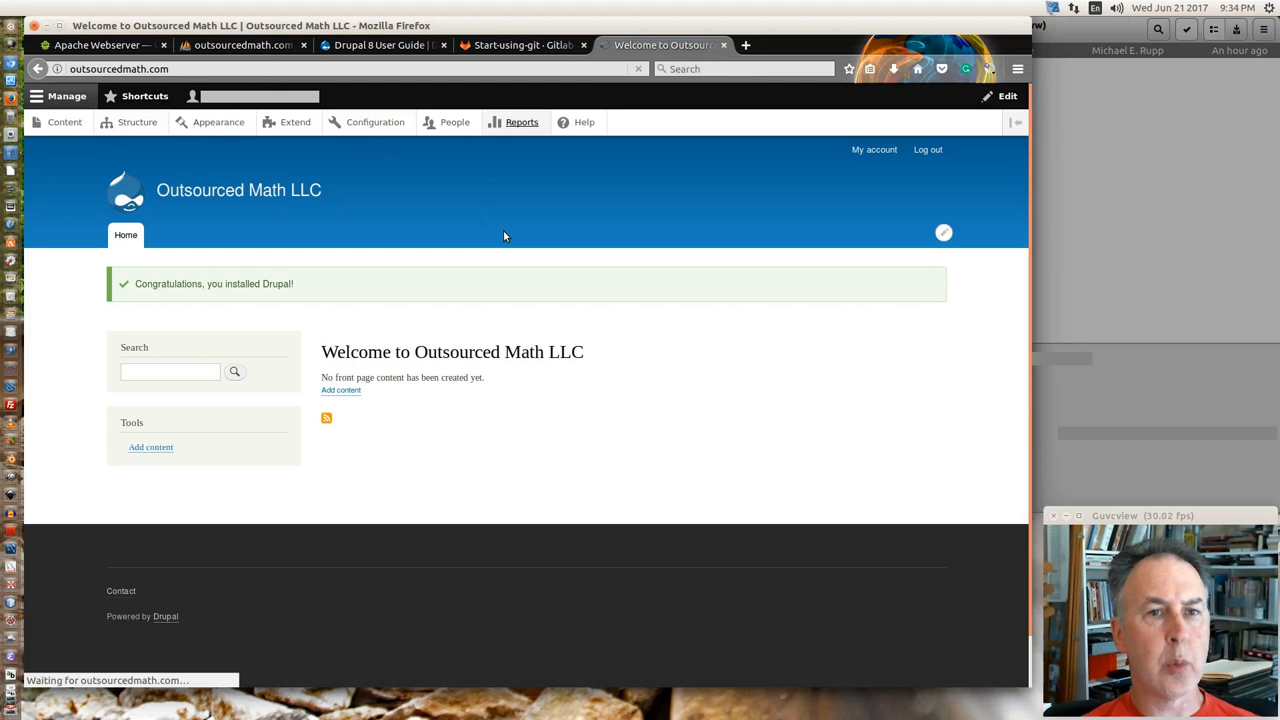 En
Wed Jun 21 2017
9:34 PM
Welcome to Outsourced Math LLC | Outsourced Math LLC - Mozilla Firefox
Apache Webserver —
outsourcedmath.com
Drupal 8 User Guide |
Start-using-git · Gitlab
Welcome to Outsourc
Michael E. Rupp
An hour ago
outsourcedmath.com
Search
Manage
Shortcuts
Edit
Content
Structure
Appearance
Extend
Configuration
People
Reports
Help
My account
Log out
Outsourced Math LLC
Home
Congratulations, you installed Drupal!
Search
Welcome to Outsourced Math LLC
No front page content has been created yet.
Add content
Tools
Add content
Guvcview (30.02 fps)
Contact
Powered by Drupal
Waiting for outsourcedmath.com...